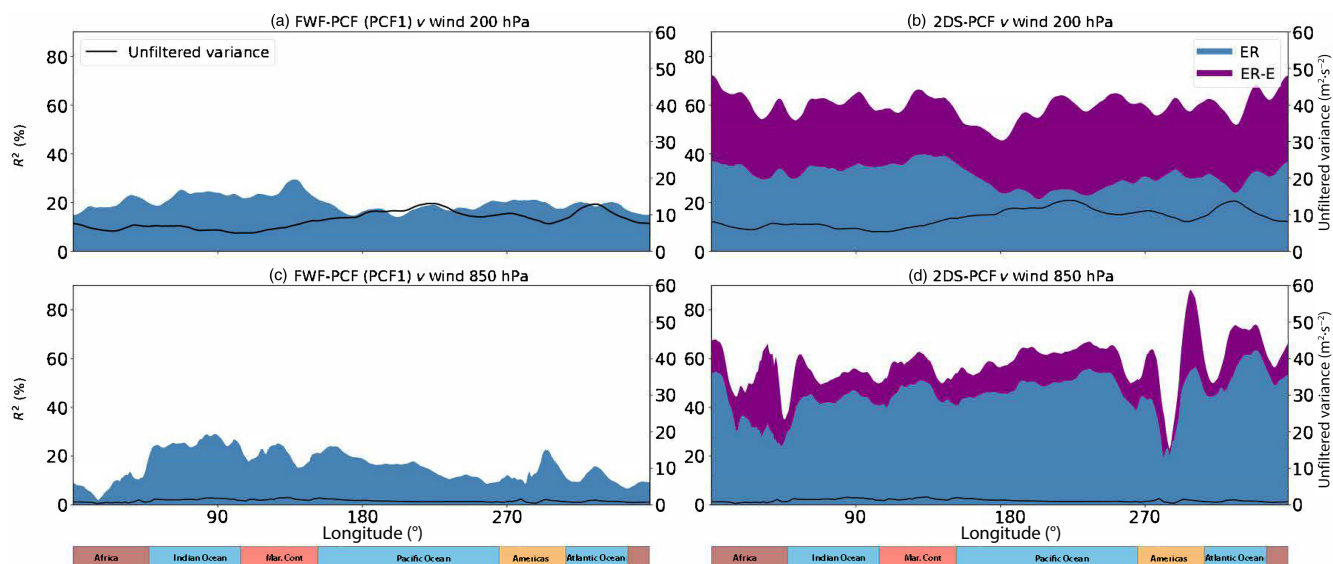 (a) FWF-PCF (PCF1) v wind 200 hPa
(b) 2DS-PCF v wind 200 hPa
Unfiltered variance
ER
ER-E
80
60
40
20
0
R² (%)
60
50
40
30
20
10
0
80
60
40
20
0
60
50
40
30
20
10
0
Unfiltered variance (m²·s⁻²)
(c) FWF-PCF (PCF1) v wind 850 hPa
(d) 2DS-PCF v wind 850 hPa
80
60
40
20
0
R² (%)
60
50
40
30
20
10
0
80
60
40
20
0
60
50
40
30
20
10
0
Unfiltered variance (m²·s⁻²)
90 180 270
90 180 270
Longitude (°)
Longitude (°)
Africa Indian Ocean Mar. Cont Pacific Ocean Americas Atlantic Ocean
Africa Indian Ocean Mar. Cont Pacific Ocean Americas Atlantic Ocean